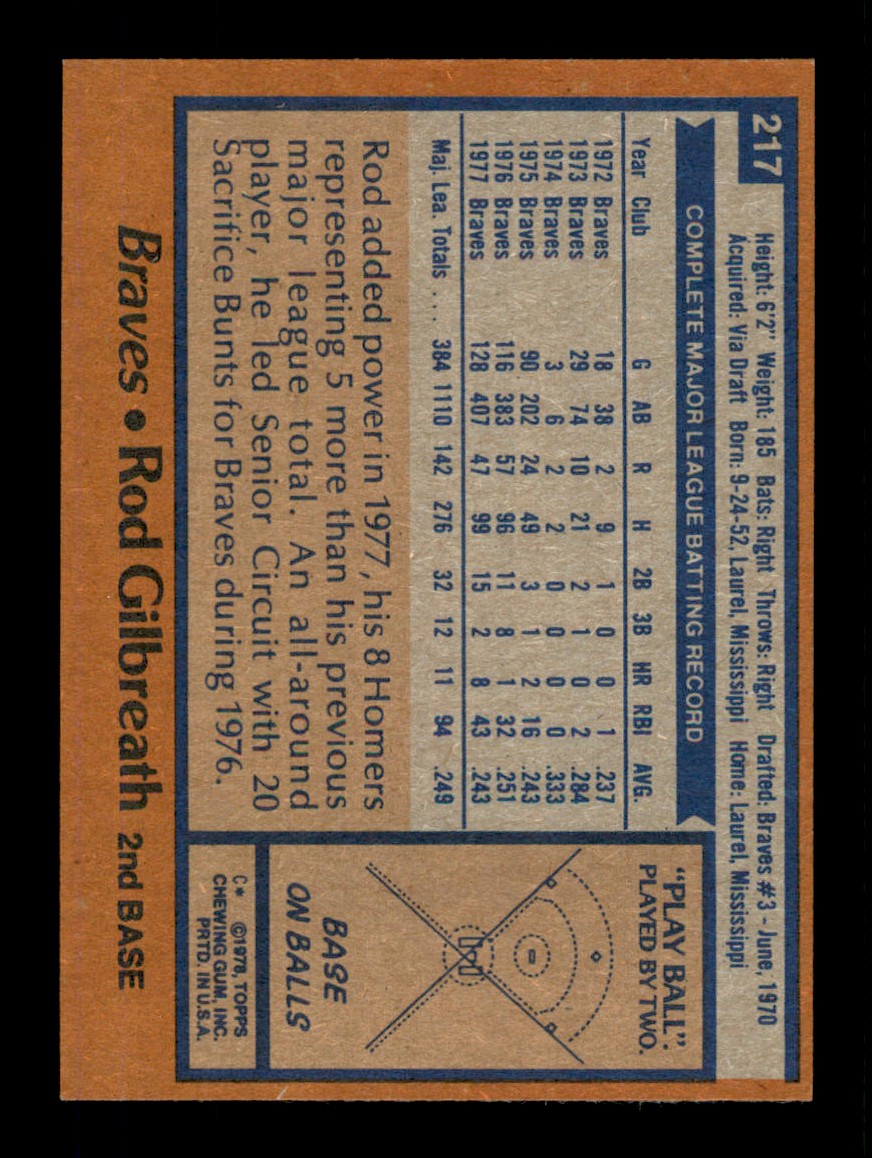 217
Height: 6'2" Weight: 185 Bats: Right Throws: Right Drafted: Braves #3 - June, 1970
Acquired: Via Draft Born: 9-24-52, Laurel, Mississippi Home: Laurel, Mississippi
COMPLETE MAJOR LEAGUE BATTING RECORD
Year Club G AB R H 2B 3B HR RBI AVG.
1972 Braves 18 38 2 9 1 0 0 1 .237
1973 Braves 29 74 10 21 2 1 0 2 .284
1974 Braves 3 6 2 2 0 0 0 0 .333
1975 Braves 90 202 24 49 3 1 2 16 .243
1976 Braves 116 383 57 96 11 8 1 32 .251
1977 Braves 128 407 47 99 15 2 8 43 .243
Maj. Lea. Totals .... 384 1110 142 276 32 12 11 94 .249
Rod added power in 1977, his 8 Homers
representing 5 more than his previous
major league total. An all-around
player, he led Senior Circuit with 20
Sacrifice Bunts for Braves during 1976.
"PLAY BALL":
PLAYED BY TWO.
BASE
ON BALLS
C* ©1978, TOPPS
CHEWING GUM, INC.
PRTD. IN U.S.A.
Braves • Rod Gilbreath 2nd BASE